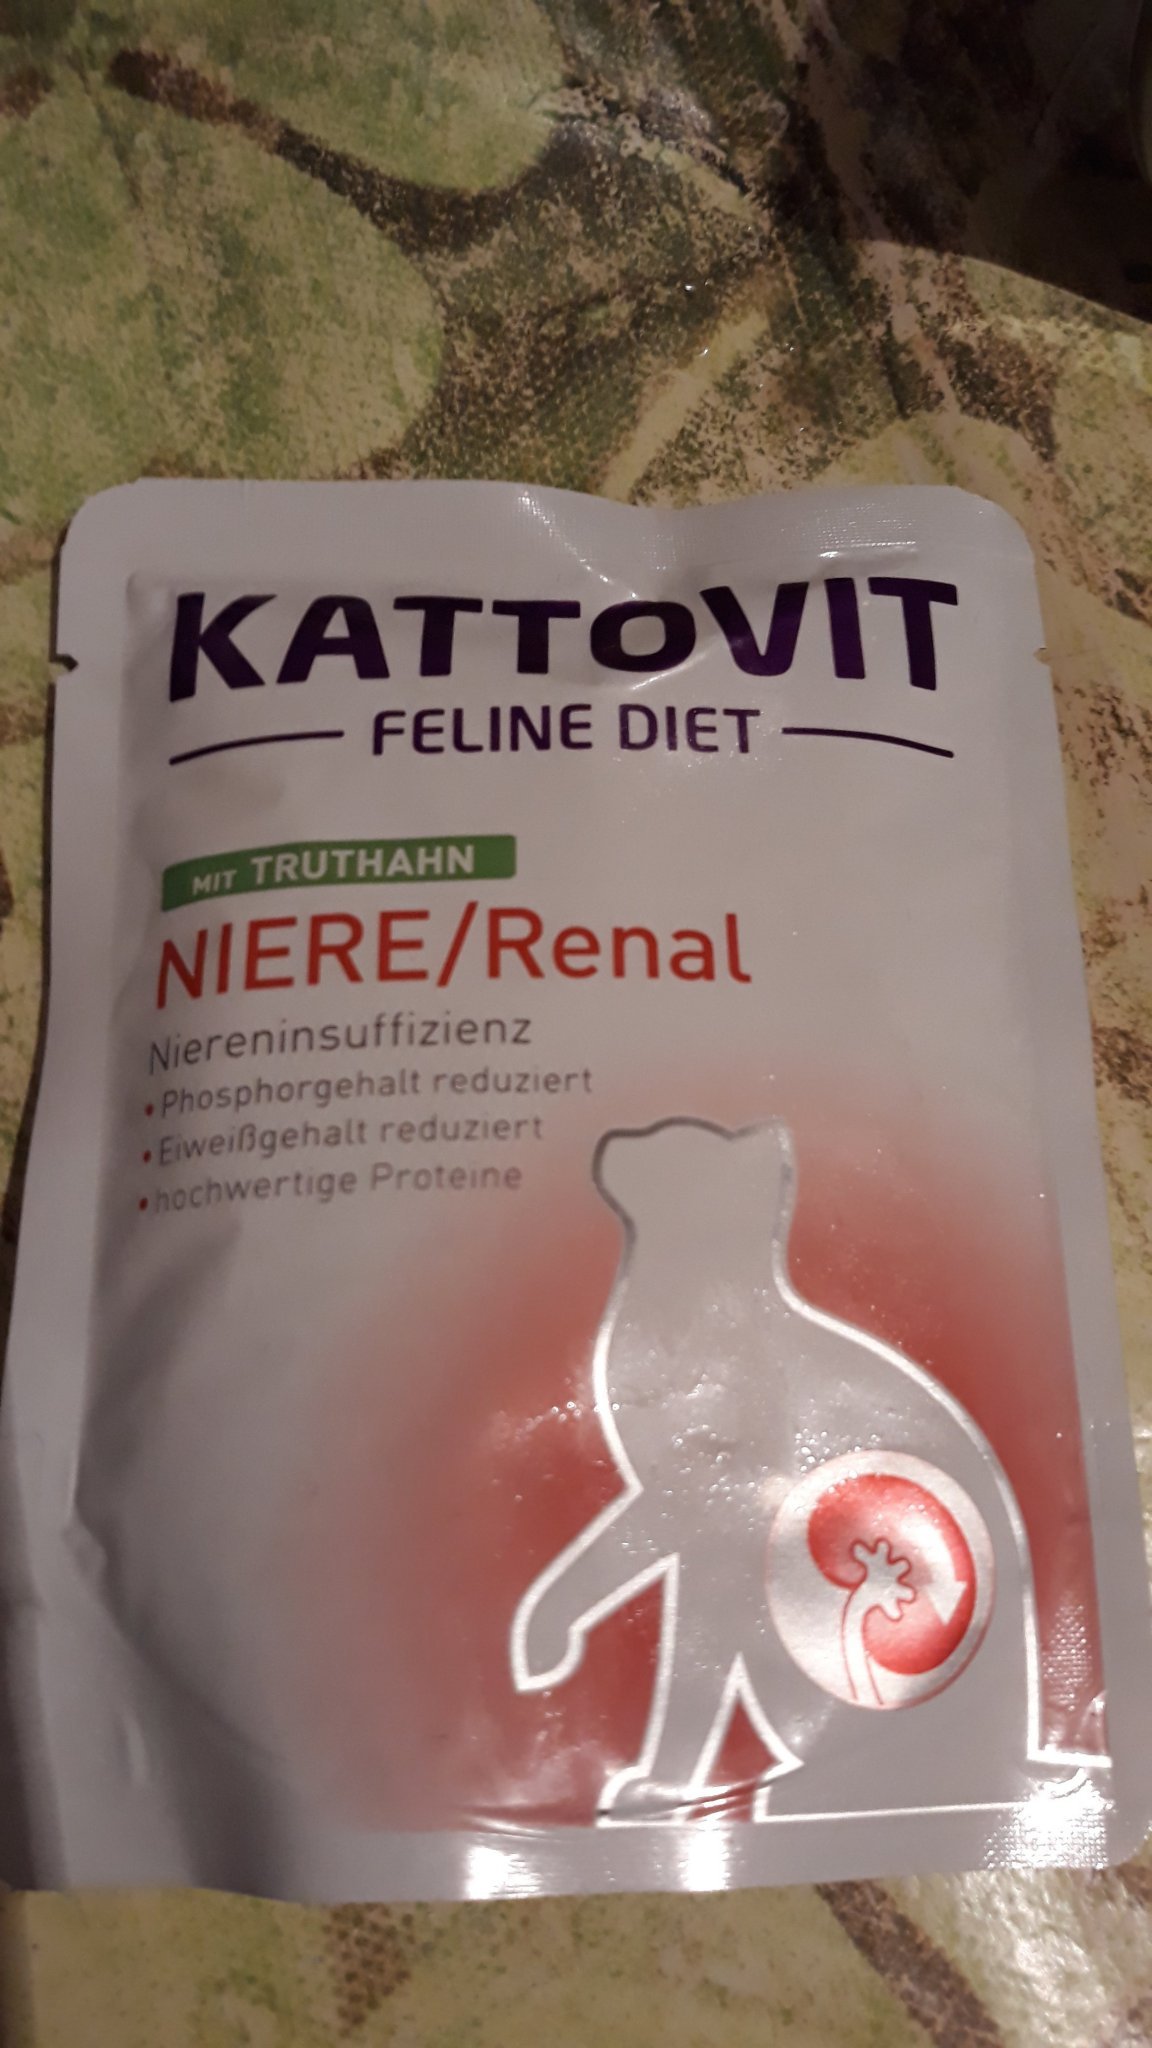 KATTOVIT
FELINE DIET
MIT TRUTHAHN
NIERE/Renal
Niereninsuffizienz
• Phosphorgehalt reduziert
• Eiweißgehalt reduziert
• hochwertige Proteine